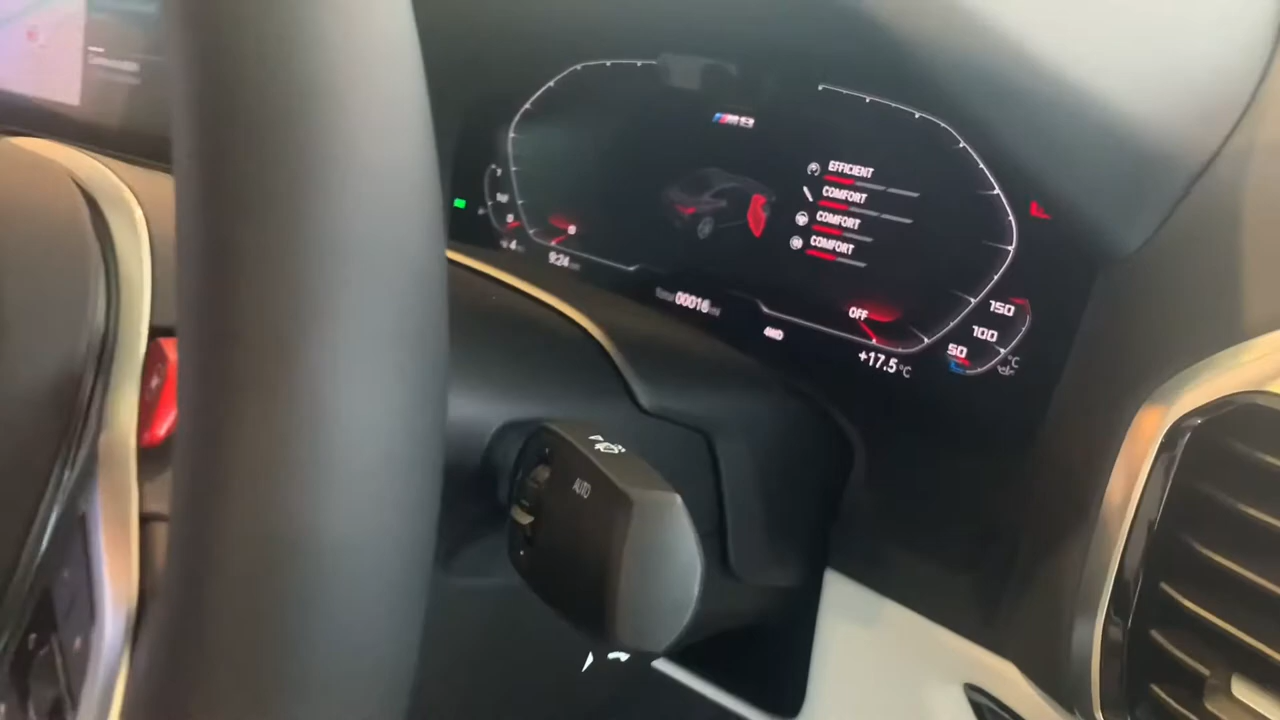 M8
EFFICIENT
COMFORT
COMFORT
COMFORT
9:24
00016
4WD
OFF
+17.5 °C
150
100
50
°C
AUTO